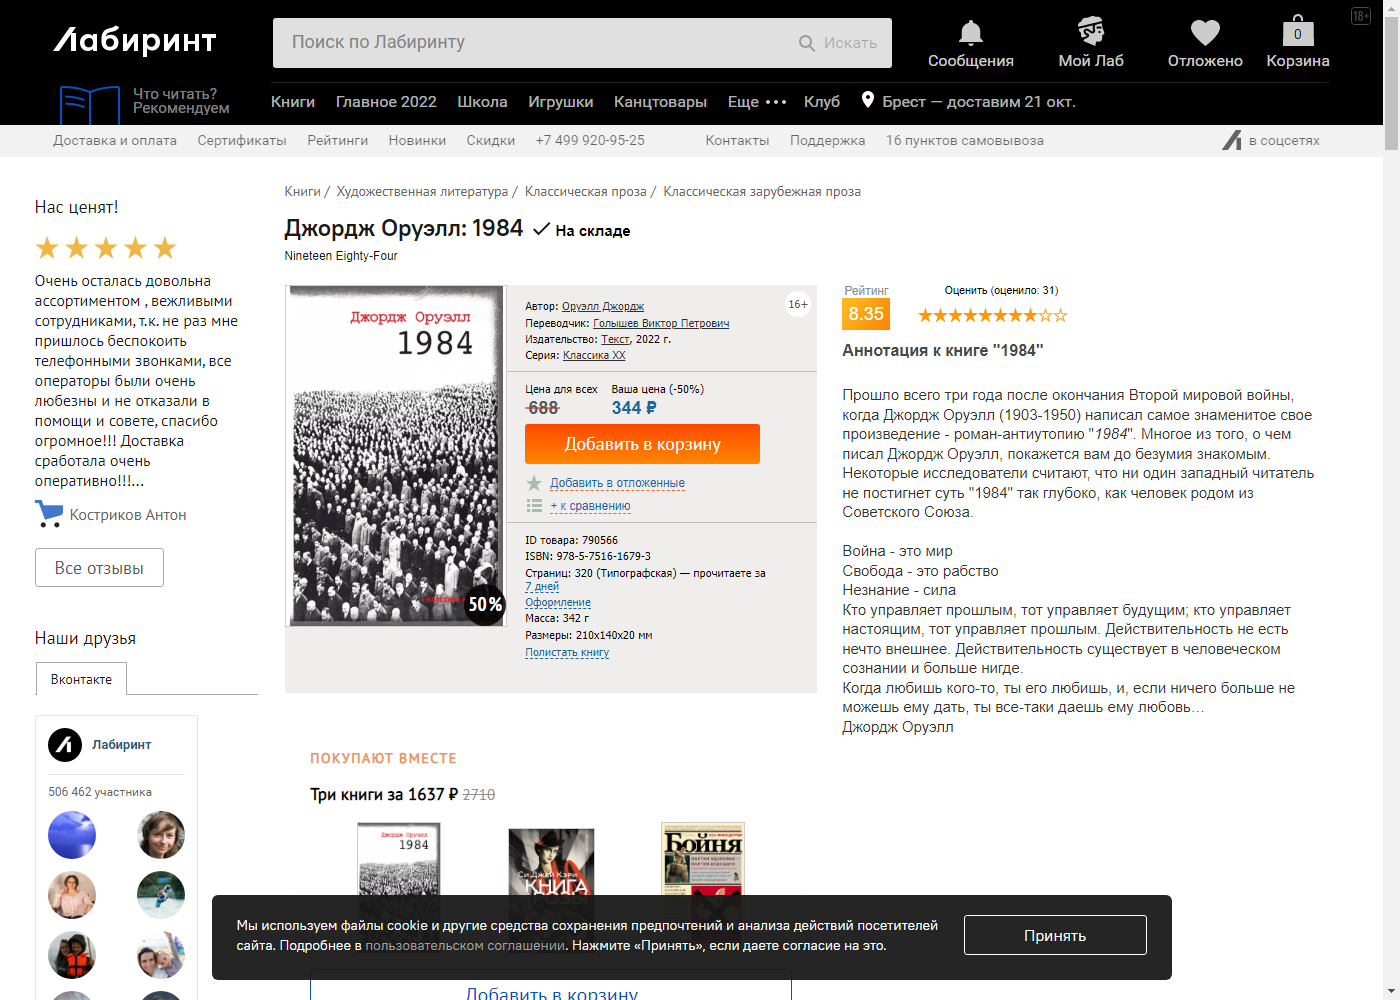 Лабиринт
Поиск по Лабиринту
Искать
Сообщения
Мой Лаб
Отложено
0
Корзина
18+
Что читать?
Рекомендуем
Книги
Главное 2022
Школа
Игрушки
Канцтовары
Еще •••
Клуб
Брест — доставим 21 окт.
Доставка и оплата
Сертификаты
Рейтинги
Новинки
Скидки
+7 499 920-95-25
Контакты
Поддержка
16 пунктов самовывоза
в соцсетях
Нас ценят!
Очень осталась довольна
ассортиментом , вежливыми
сотрудниками, т.к. не раз мне
пришлось беспокоить
телефонными звонками, все
операторы были очень
любезны и не отказали в
помощи и совете, спасибо
огромное!!! Доставка
сработала очень
оперативно!!!...
Костриков Антон
Все отзывы
Наши друзья
Вконтакте
Лабиринт
506 462 участника
Книги / Художественная литература / Классическая проза / Классическая зарубежная проза
Джордж Оруэлл: 1984
На складе
Nineteen Eighty-Four
Джордж Оруэлл
1984
50%
16+
Автор: Оруэлл Джордж
Переводчик: Голышев Виктор Петрович
Издательство: Текст, 2022 г.
Серия: Классика XX
Цена для всех
688
Ваша цена (-50%)
344 ₽
Добавить в корзину
Добавить в отложенные
+ к сравнению
ID товара: 790566
ISBN: 978-5-7516-1679-3
Страниц: 320 (Типографская) — прочитаете за
7 дней
Оформление
Масса: 342 г
Размеры: 210x140x20 мм
Полистать книгу
Рейтинг
8.35
Оценить (оценило: 31)
Аннотация к книге "1984"
Прошло всего три года после окончания Второй мировой войны,
когда Джордж Оруэлл (1903-1950) написал самое знаменитое свое
произведение - роман-антиутопию "1984". Многое из того, о чем
писал Джордж Оруэлл, покажется вам до безумия знакомым.
Некоторые исследователи считают, что ни один западный читатель
не постигнет суть "1984" так глубоко, как человек родом из
Советского Союза.
Война - это мир
Свобода - это рабство
Незнание - сила
Кто управляет прошлым, тот управляет будущим; кто управляет
настоящим, тот управляет прошлым. Действительность не есть
нечто внешнее. Действительность существует в человеческом
сознании и больше нигде.
Когда любишь кого-то, ты его любишь, и, если ничего больше не
можешь ему дать, ты все-таки даешь ему любовь…
Джордж Оруэлл
ПОКУПАЮТ ВМЕСТЕ
Три книги за 1637 ₽ 2710
Джордж Оруэлл
1984
Си Джей Кэри
КНИГА
РОЗЫ
Мы используем файлы cookie и другие средства сохранения предпочтений и анализа действий посетителей
сайта. Подробнее в пользовательском соглашении. Нажмите «Принять», если даете согласие на это.
Принять
Добавить в корзину